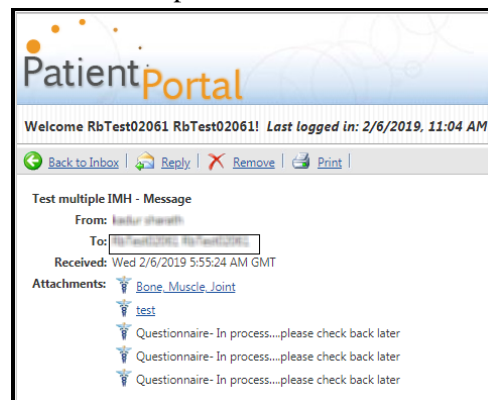 Patient Portal
Welcome RbTest02061 RbTest02061! Last logged in: 2/6/2019, 11:04 AM
Back to Inbox | Reply | Remove | Print |
Test multiple IMH - Message
From:
To:
Received: Wed 2/6/2019 5:55:24 AM GMT
Attachments: Bone, Muscle, Joint
test
Questionnaire- In process....please check back later
Questionnaire- In process....please check back later
Questionnaire- In process....please check back later